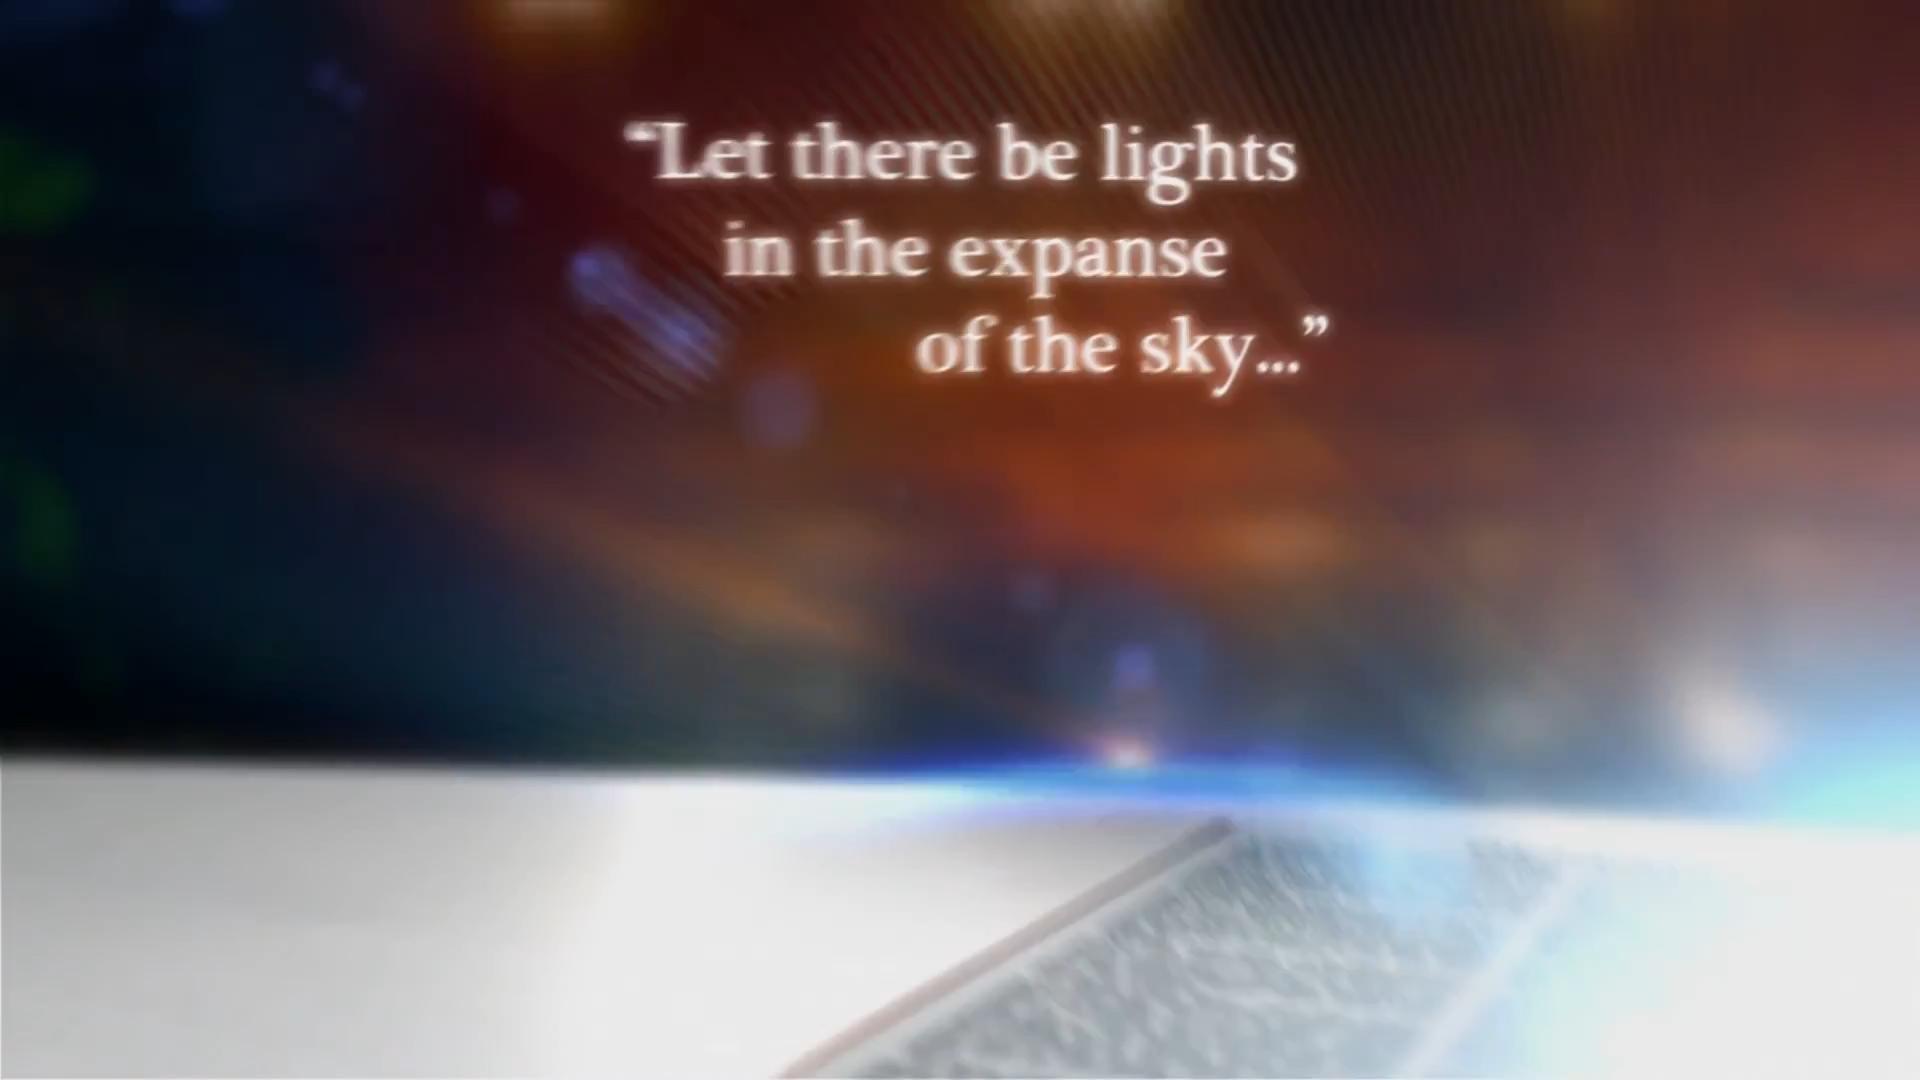 “Let there be lights
in the expanse
of the sky...”